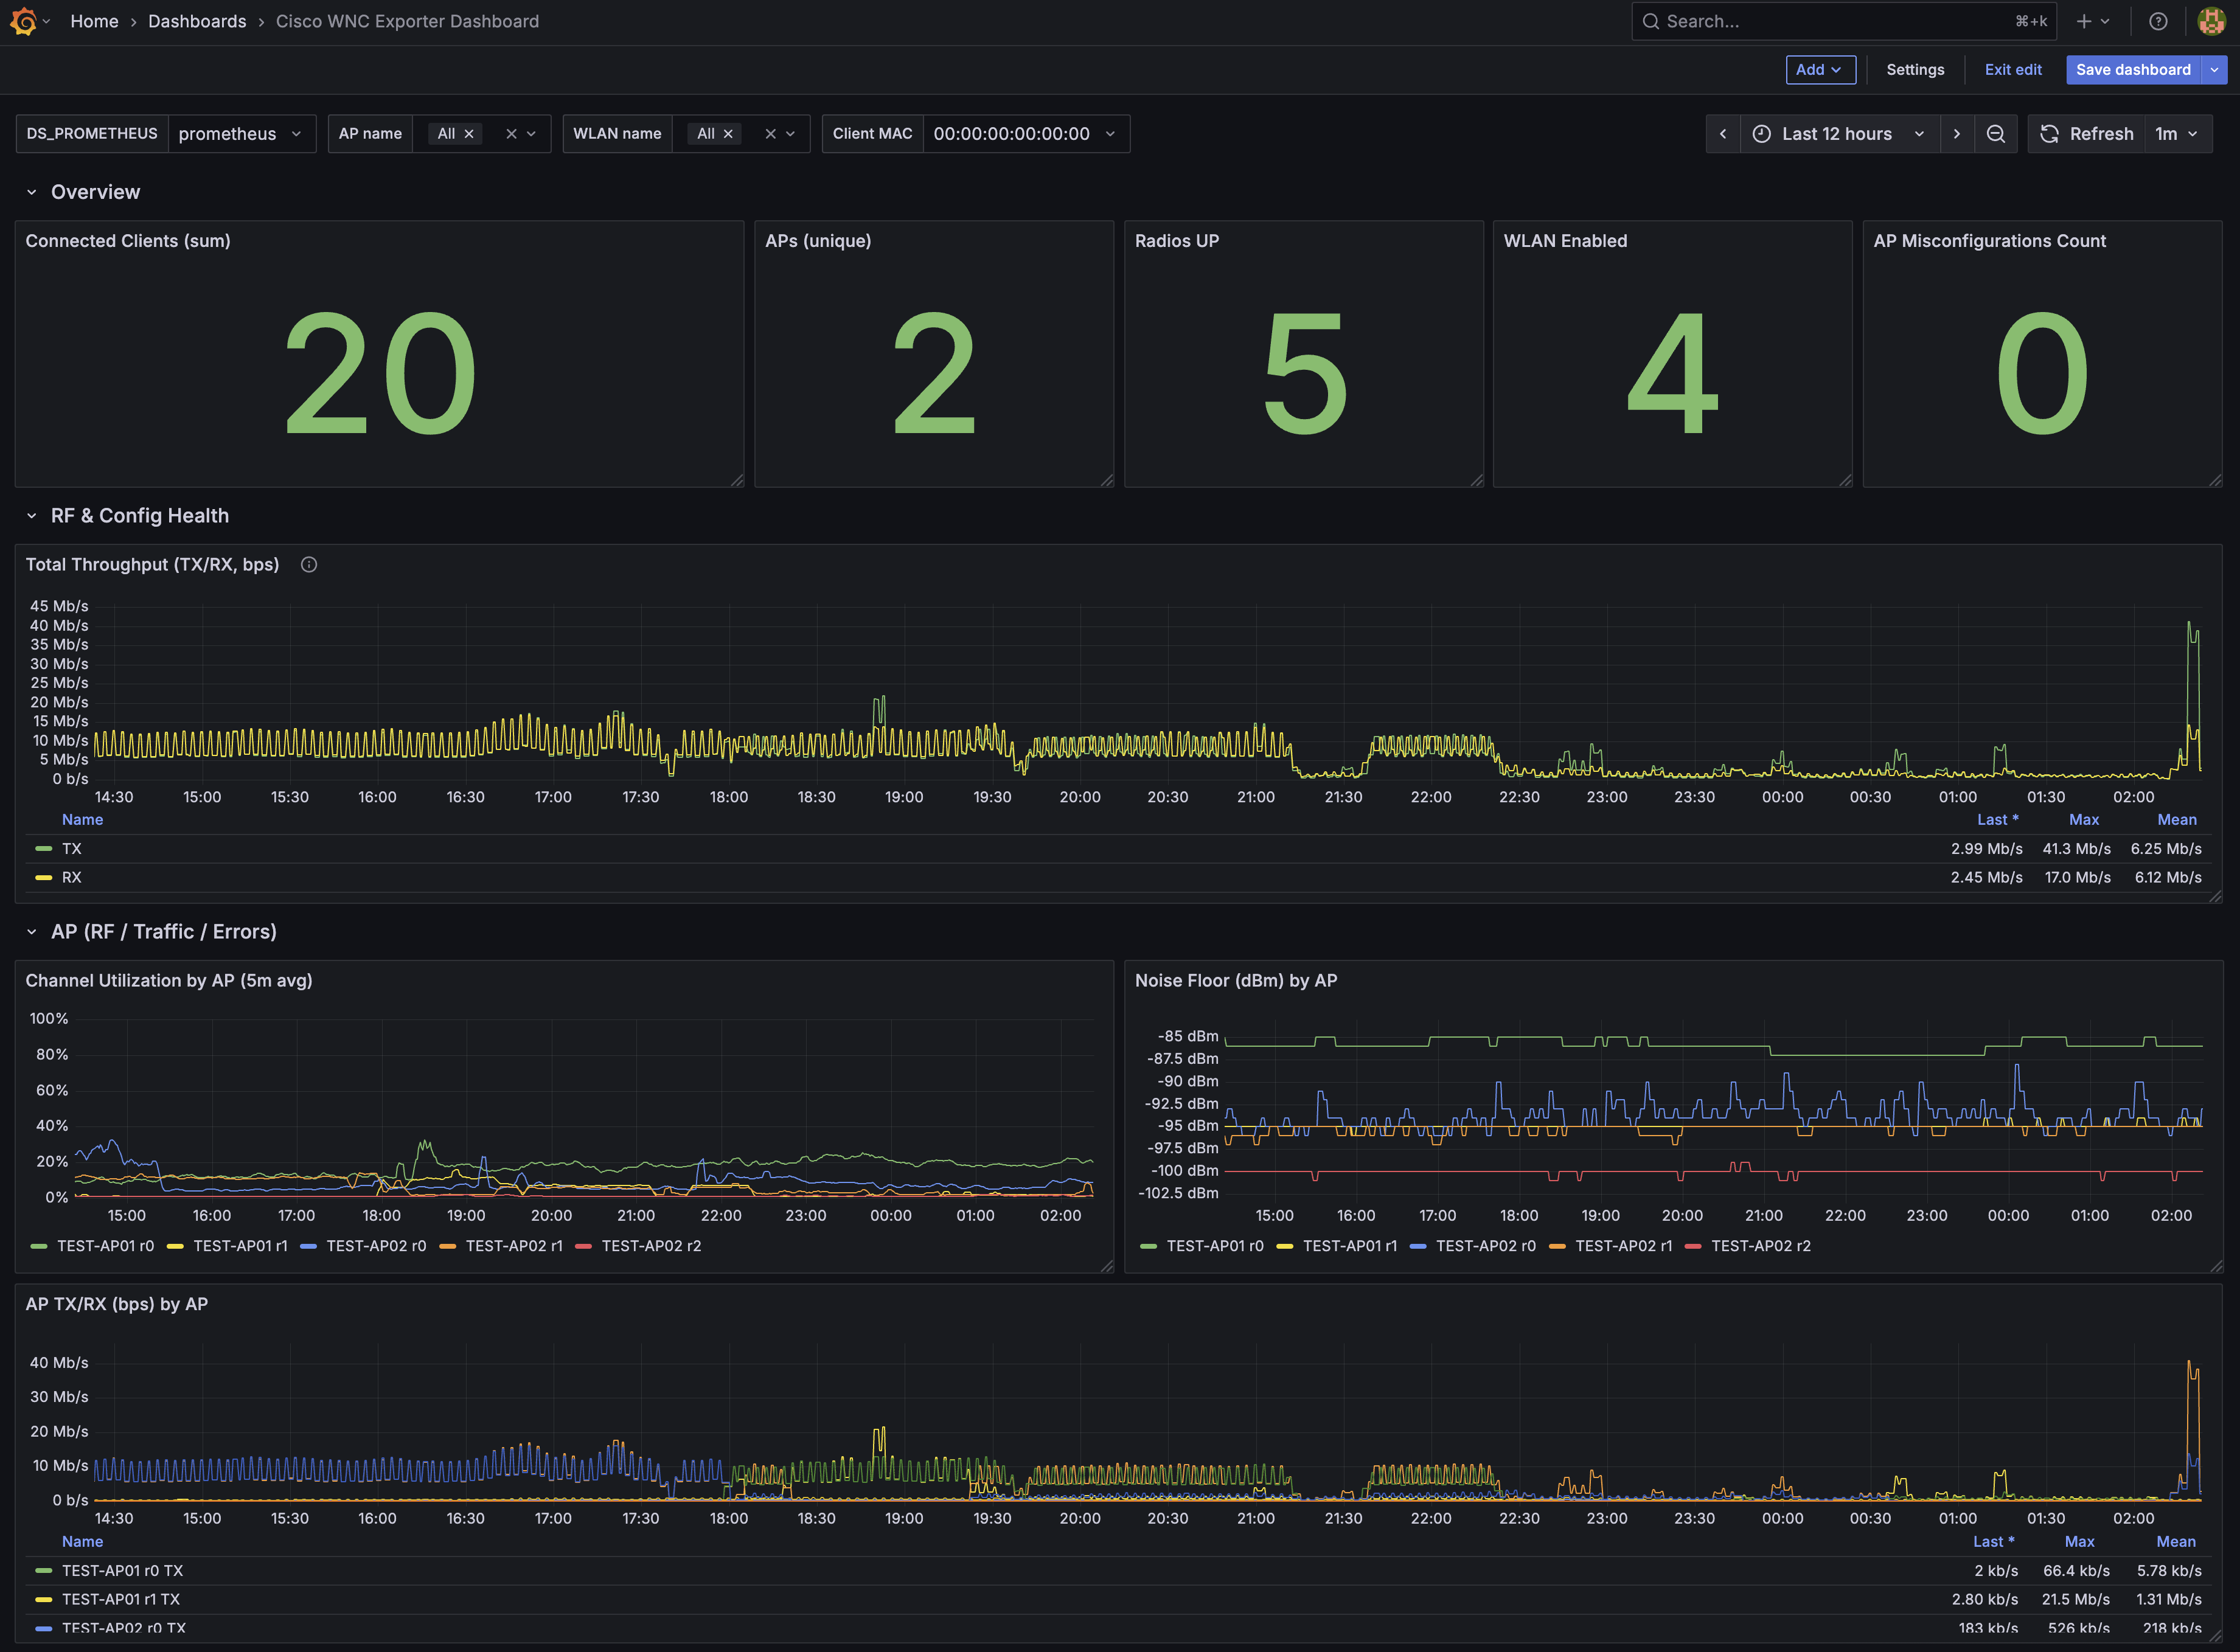 Home › Dashboards › Cisco WNC Exporter Dashboard
Search... ⌘+k
Add Settings Exit edit Save dashboard
DS_PROMETHEUS prometheus AP name All WLAN name All Client MAC 00:00:00:00:00:00 Last 12 hours Refresh 1m
Overview
Connected Clients (sum)
20
APs (unique)
2
Radios UP
5
WLAN Enabled
4
AP Misconfigurations Count
0
RF & Config Health
Total Throughput (TX/RX, bps)
45 Mb/s
40 Mb/s
35 Mb/s
30 Mb/s
25 Mb/s
20 Mb/s
15 Mb/s
10 Mb/s
5 Mb/s
0 b/s
14:30 15:00 15:30 16:00 16:30 17:00 17:30 18:00 18:30 19:00 19:30 20:00 20:30 21:00 21:30 22:00 22:30 23:00 23:30 00:00 00:30 01:00 01:30 02:00
Name Last * Max Mean
TX 2.99 Mb/s 41.3 Mb/s 6.25 Mb/s
RX 2.45 Mb/s 17.0 Mb/s 6.12 Mb/s
AP (RF / Traffic / Errors)
Channel Utilization by AP (5m avg)
100%
80%
60%
40%
20%
0%
15:00 16:00 17:00 18:00 19:00 20:00 21:00 22:00 23:00 00:00 01:00 02:00
TEST-AP01 r0 TEST-AP01 r1 TEST-AP02 r0 TEST-AP02 r1 TEST-AP02 r2
Noise Floor (dBm) by AP
-85 dBm
-87.5 dBm
-90 dBm
-92.5 dBm
-95 dBm
-97.5 dBm
-100 dBm
-102.5 dBm
15:00 16:00 17:00 18:00 19:00 20:00 21:00 22:00 23:00 00:00 01:00 02:00
TEST-AP01 r0 TEST-AP01 r1 TEST-AP02 r0 TEST-AP02 r1 TEST-AP02 r2
AP TX/RX (bps) by AP
40 Mb/s
30 Mb/s
20 Mb/s
10 Mb/s
0 b/s
14:30 15:00 15:30 16:00 16:30 17:00 17:30 18:00 18:30 19:00 19:30 20:00 20:30 21:00 21:30 22:00 22:30 23:00 23:30 00:00 00:30 01:00 01:30 02:00
Name Last * Max Mean
TEST-AP01 r0 TX 2 kb/s 66.4 kb/s 5.78 kb/s
TEST-AP01 r1 TX 2.80 kb/s 21.5 Mb/s 1.31 Mb/s
TEST-AP02 r0 TX 183 kb/s 526 kb/s 218 kb/s